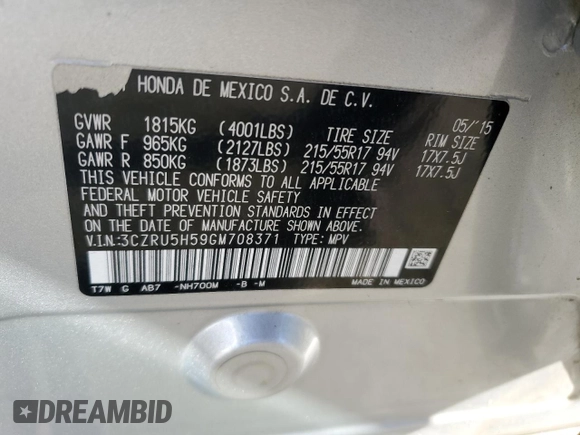 HONDA DE MEXICO S.A. DE C.V.
05/'15
GVWR 1815KG (4001LBS) TIRE SIZE RIM SIZE
GAWR F 965KG (2127LBS) 215/55R17 94V 17X7.5J
GAWR R 850KG (1873LBS) 215/55R17 94V 17X7.5J
THIS VEHICLE CONFORMS TO ALL APPLICABLE
FEDERAL MOTOR VEHICLE SAFETY
AND THEFT PREVENTION STANDARDS IN EFFECT
ON THE DATE OF MANUFACTURE SHOWN ABOVE.
V.I.N:3CZRU5H59GM708371 TYPE: MPV
T7W G AB7 -NH700M -B -M
MADE IN MEXICO
DREAMBID